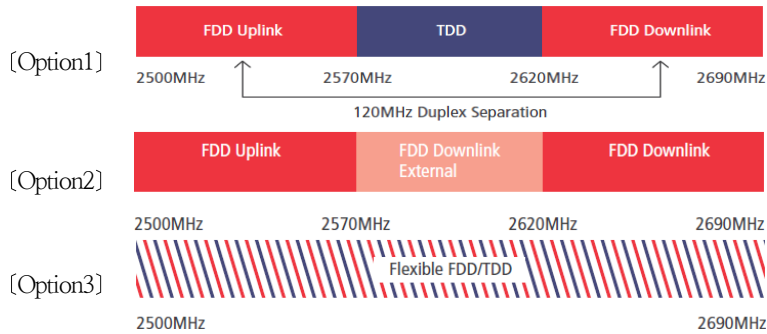 FDD Uplink TDD FDD Downlink
〔Option1〕
2500MHz 2570MHz 2620MHz 2690MHz
120MHz Duplex Separation
FDD Uplink FDD Downlink External FDD Downlink
〔Option2〕
2500MHz 2570MHz 2620MHz 2690MHz
Flexible FDD/TDD
〔Option3〕
2500MHz 2690MHz